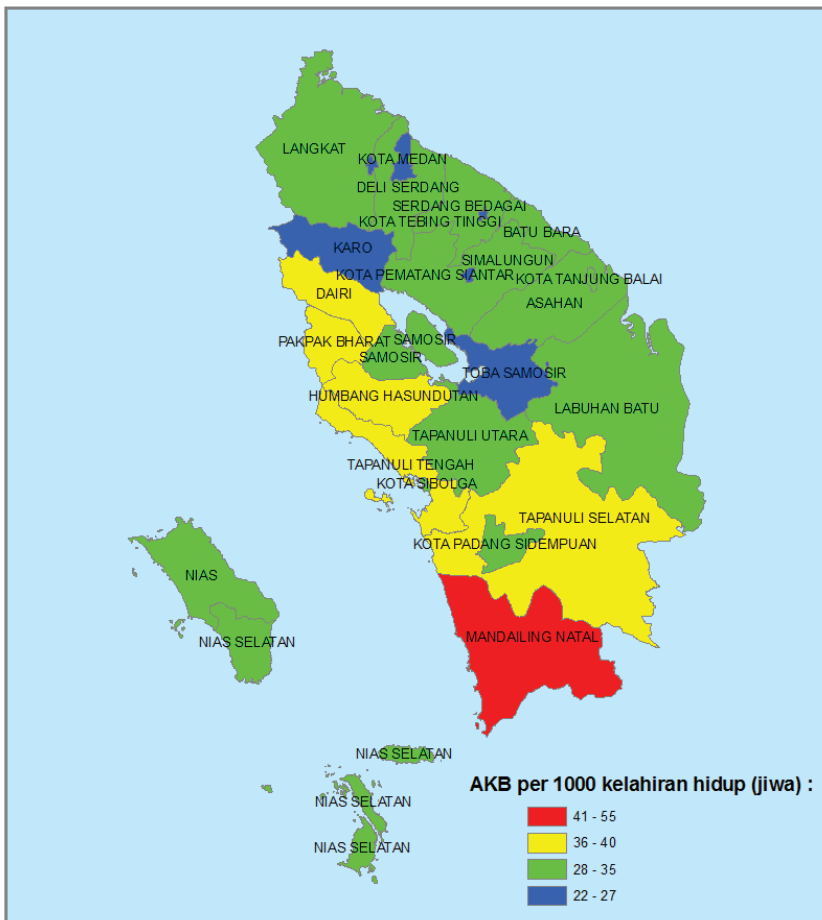 LANGKAT
KOTA MEDAN
DELI SERDANG
SERDANG BEDAGAI
KOTA TEBING TINGGI
BATU BARA
KARO
SIMALUNGUN
KOTA PEMATANG SIANTAR
KOTA TANJUNG BALAI
DAIRI
ASAHAN
PAKPAK BHARAT
SAMOSIR
SAMOSIR
TOBA SAMOSIR
HUMBANG HASUNDUTAN
LABUHAN BATU
TAPANULI UTARA
TAPANULI TENGAH
KOTA SIBOLGA
TAPANULI SELATAN
KOTA PADANG SIDEMPUAN
NIAS
NIAS SELATAN
MANDAILING NATAL
NIAS SELATAN
NIAS SELATAN
NIAS SELATAN
AKB per 1000 kelahiran hidup (jiwa) :
41 - 55
36 - 40
28 - 35
22 - 27